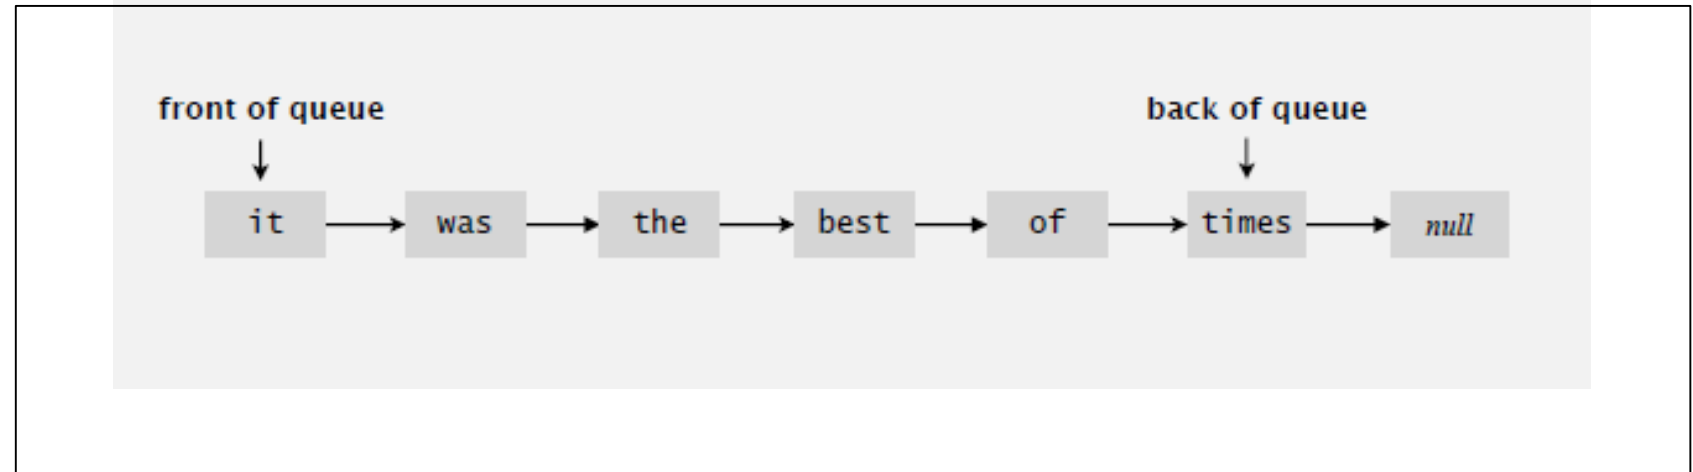 front of queue back of queue
it was the best of times null